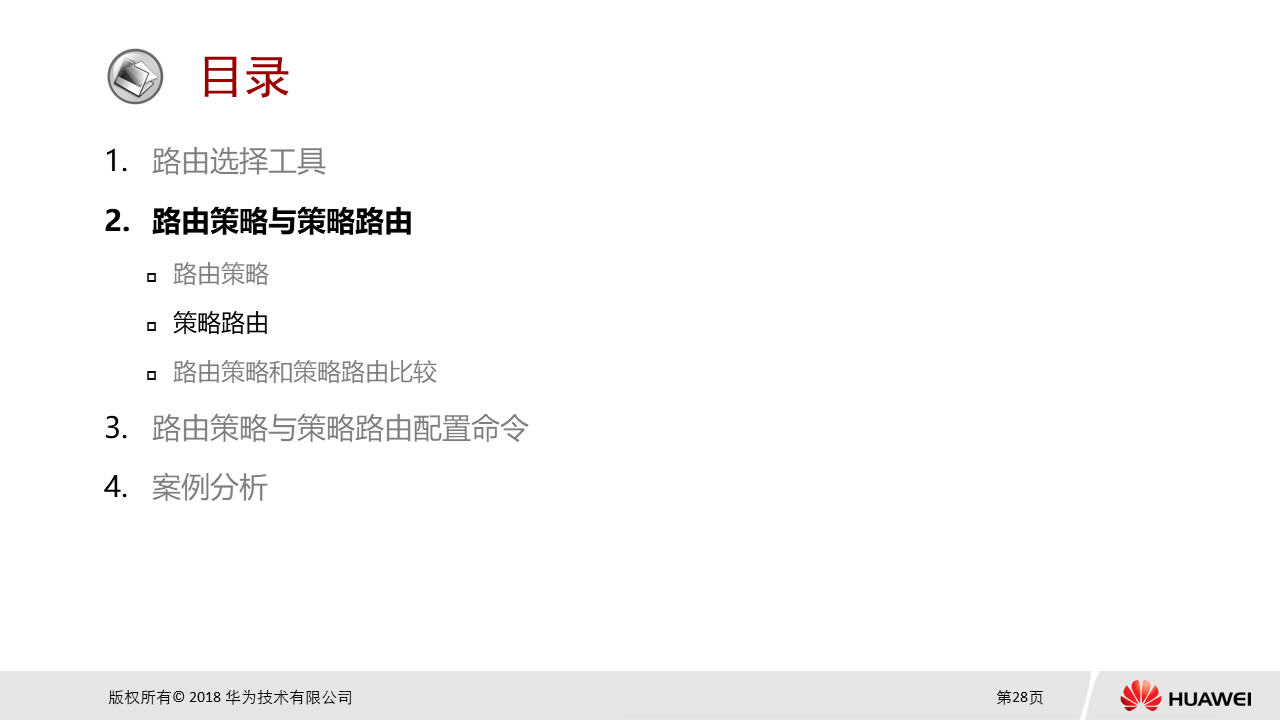 目录
1. 路由选择工具
2. 路由策略与策略路由
路由策略
策略路由
路由策略和策略路由比较
3. 路由策略与策略路由配置命令
4. 案例分析
版权所有© 2018 华为技术有限公司
第28页
HUAWEI